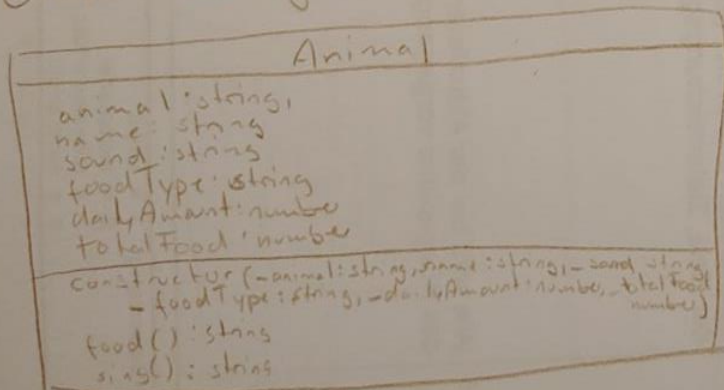 Animal
animal:string,
name: string
sound:string
foodType:string
dailyAmount:number
totalFood:number
constructor(_animal:string,_name:string,_sound:string,
_foodType:string,_dailyAmount:number,_totalFood:
number)
food():string
sing():string